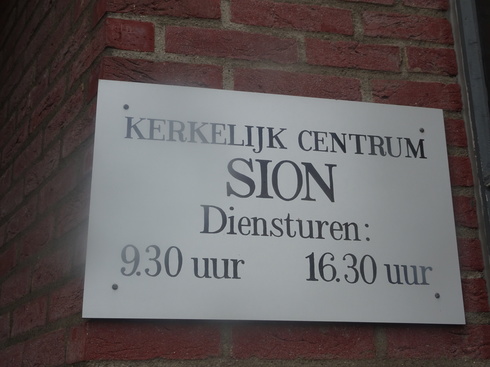 KERKELIJK CENTRUM
SION
Diensturen:
9.30 uur 16.30 uur